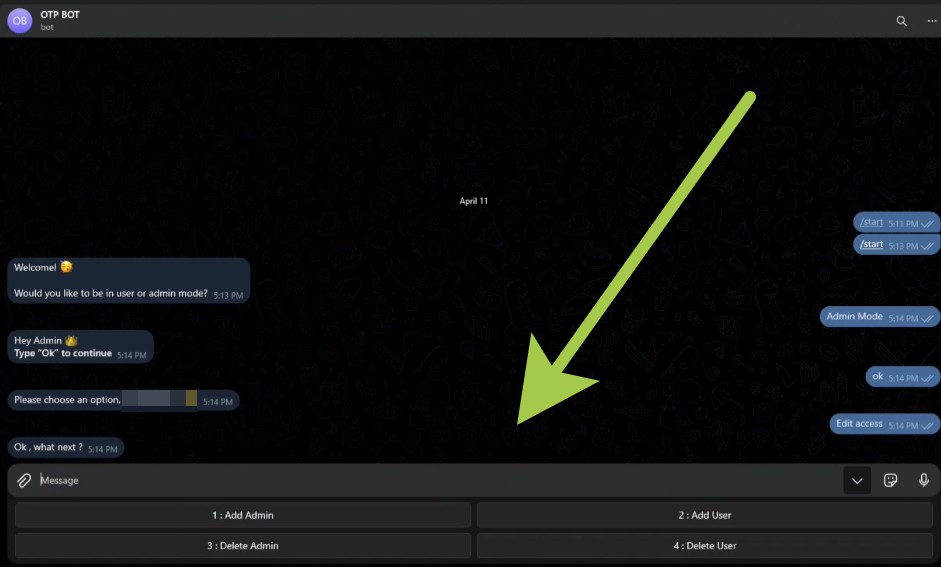 OB
OTP BOT
bot
April 11
/start 5:11 PM
/start 5:13 PM
Welcome!
Would you like to be in user or admin mode? 5:13 PM
Admin Mode 5:14 PM
Hey Admin
Type "Ok" to continue 5:14 PM
ok 5:14 PM
Please choose an option, 5:14 PM
Edit access 5:14 PM
Ok , what next ? 5:14 PM
Message
1 : Add Admin
2 : Add User
3 : Delete Admin
4 : Delete User